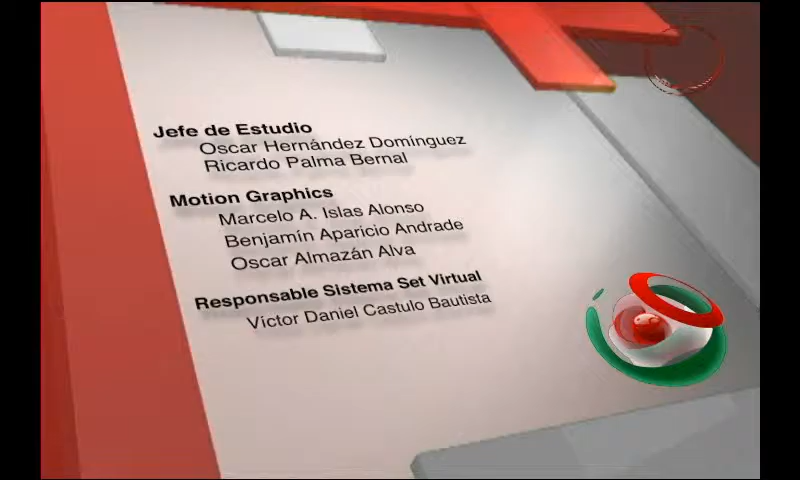 Jefe de Estudio
Oscar Hernández Domínguez
Ricardo Palma Bernal
Motion Graphics
Marcelo A. Islas Alonso
Benjamín Aparicio Andrade
Oscar Almazán Alva
Responsable Sistema Set Virtual
Víctor Daniel Castulo Bautista